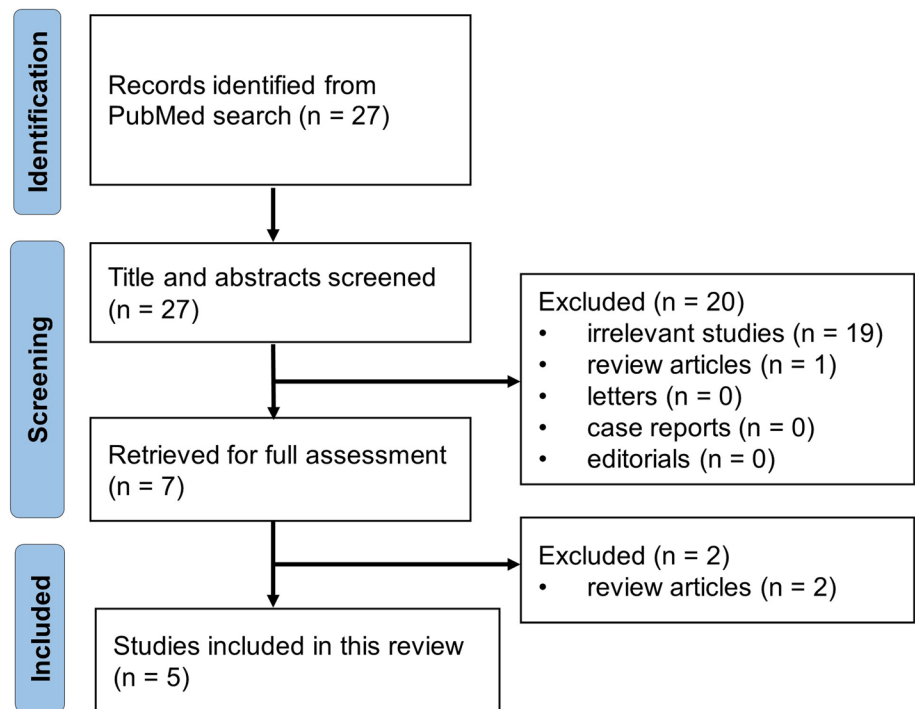 Identification
Records identified from
PubMed search (n = 27)
Screening
Title and abstracts screened
(n = 27)
Excluded (n = 20)
• irrelevant studies (n = 19)
• review articles (n = 1)
• letters (n = 0)
• case reports (n = 0)
• editorials (n = 0)
Retrieved for full assessment
(n = 7)
Excluded (n = 2)
• review articles (n = 2)
Included
Studies included in this review
(n = 5)